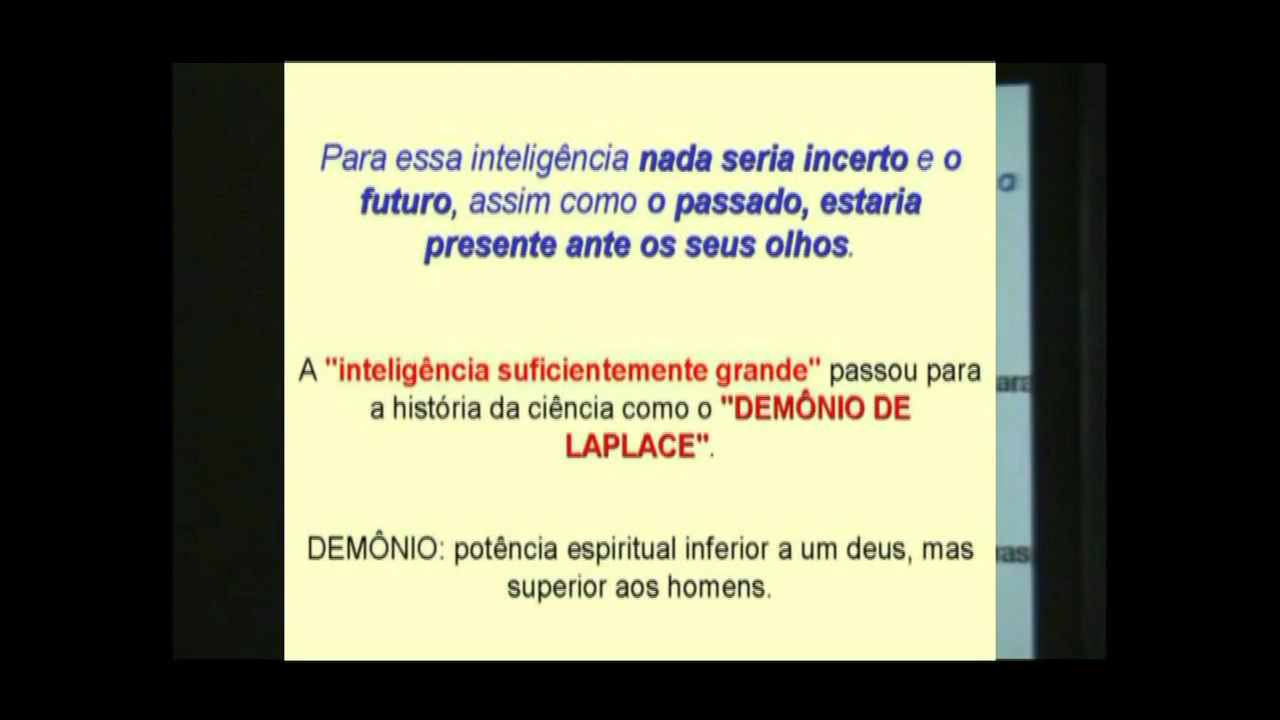 Para essa inteligência nada seria incerto e o
futuro, assim como o passado, estaria
presente ante os seus olhos.
A "inteligência suficientemente grande" passou para
a história da ciência como o "DEMÔNIO DE
LAPLACE".
DEMÔNIO: potência espiritual inferior a um deus, mas
superior aos homens.
o
ara
as